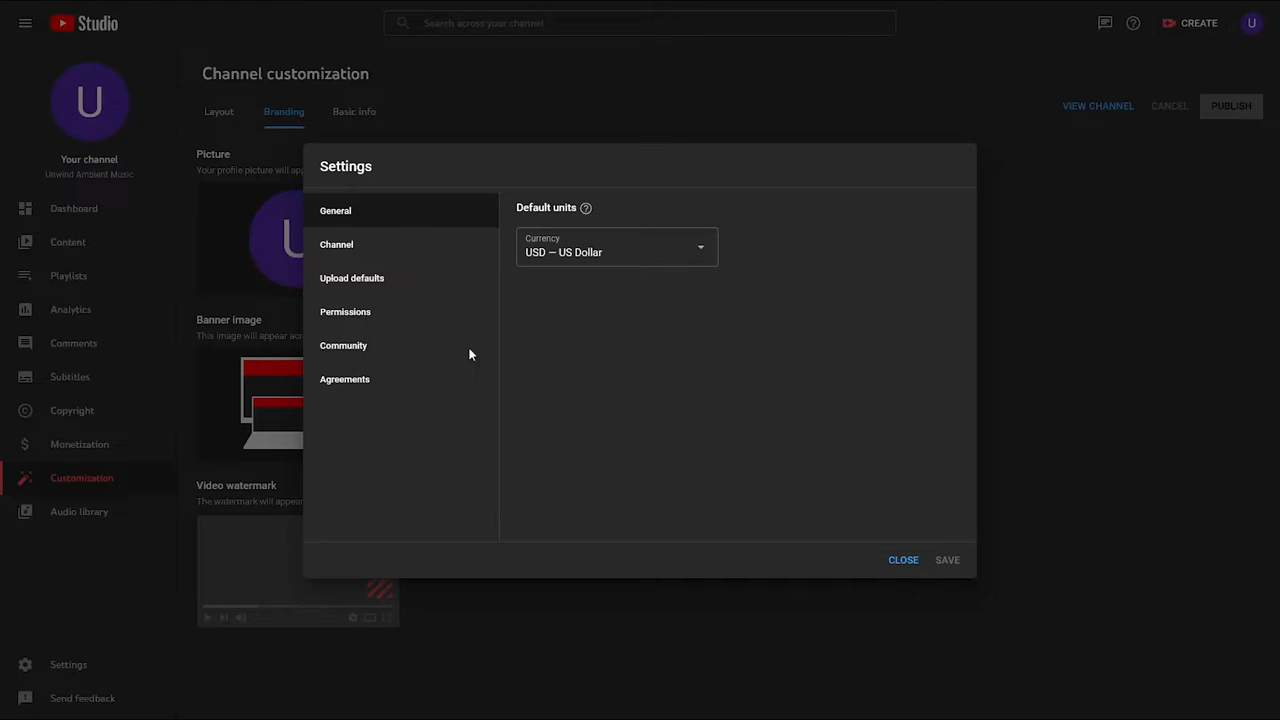 Studio
Search across your channel
CREATE
U
U
Your channel
Unwind Ambient Music
Dashboard
Content
Playlists
Analytics
Comments
Subtitles
Copyright
Monetization
Customization
Audio library
Settings
Send feedback
Channel customization
Layout
Branding
Basic info
VIEW CHANNEL
CANCEL
PUBLISH
Picture
Your profile picture will
Banner image
This image will appear
Video watermark
The watermark will appear
Settings
General
Channel
Upload defaults
Permissions
Community
Agreements
Default units
Currency
USD — US Dollar
CLOSE
SAVE